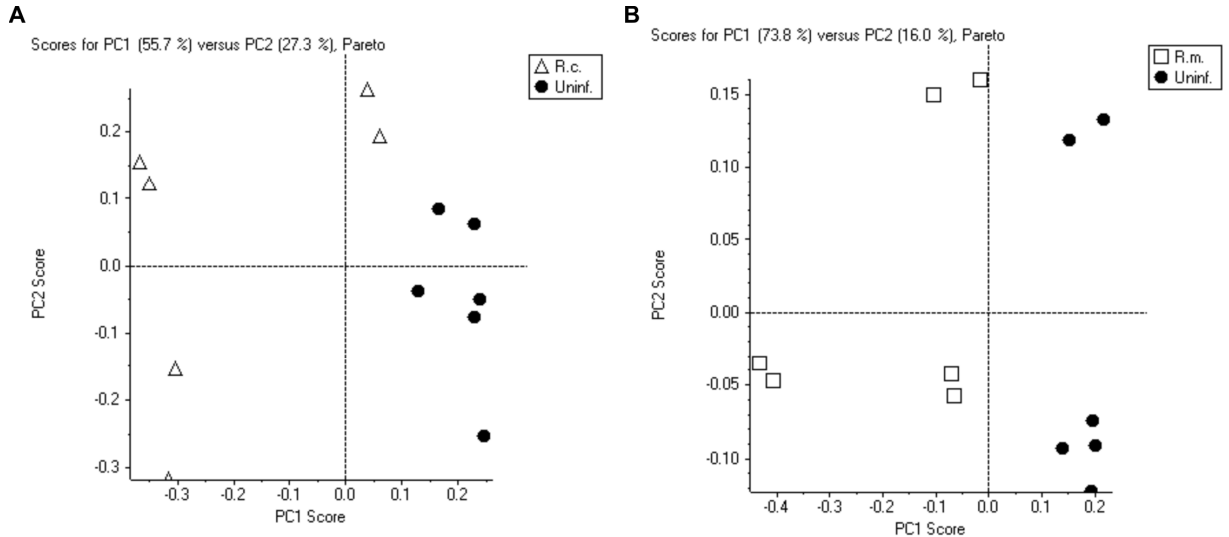 A
Scores for PC1 (55.7 %) versus PC2 (27.3 %), Pareto
R.c.
Uninf.
0.2
0.1
0.0
-0.1
-0.2
-0.3
PC2 Score
-0.3
-0.2
-0.1
0.0
0.1
0.2
PC1 Score
B
Scores for PC1 (73.8 %) versus PC2 (16.0 %), Pareto
R.m.
Uninf.
0.15
0.10
0.05
0.00
-0.05
-0.10
PC2 Score
-0.4
-0.3
-0.2
-0.1
0.0
0.1
0.2
PC1 Score